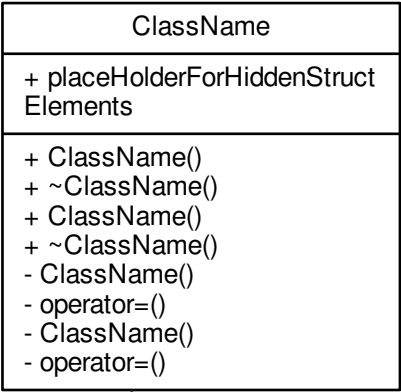 ClassName
+ placeHolderForHiddenStruct
Elements
+ ClassName()
+ ~ClassName()
+ ClassName()
+ ~ClassName()
- ClassName()
- operator=()
- ClassName()
- operator=()